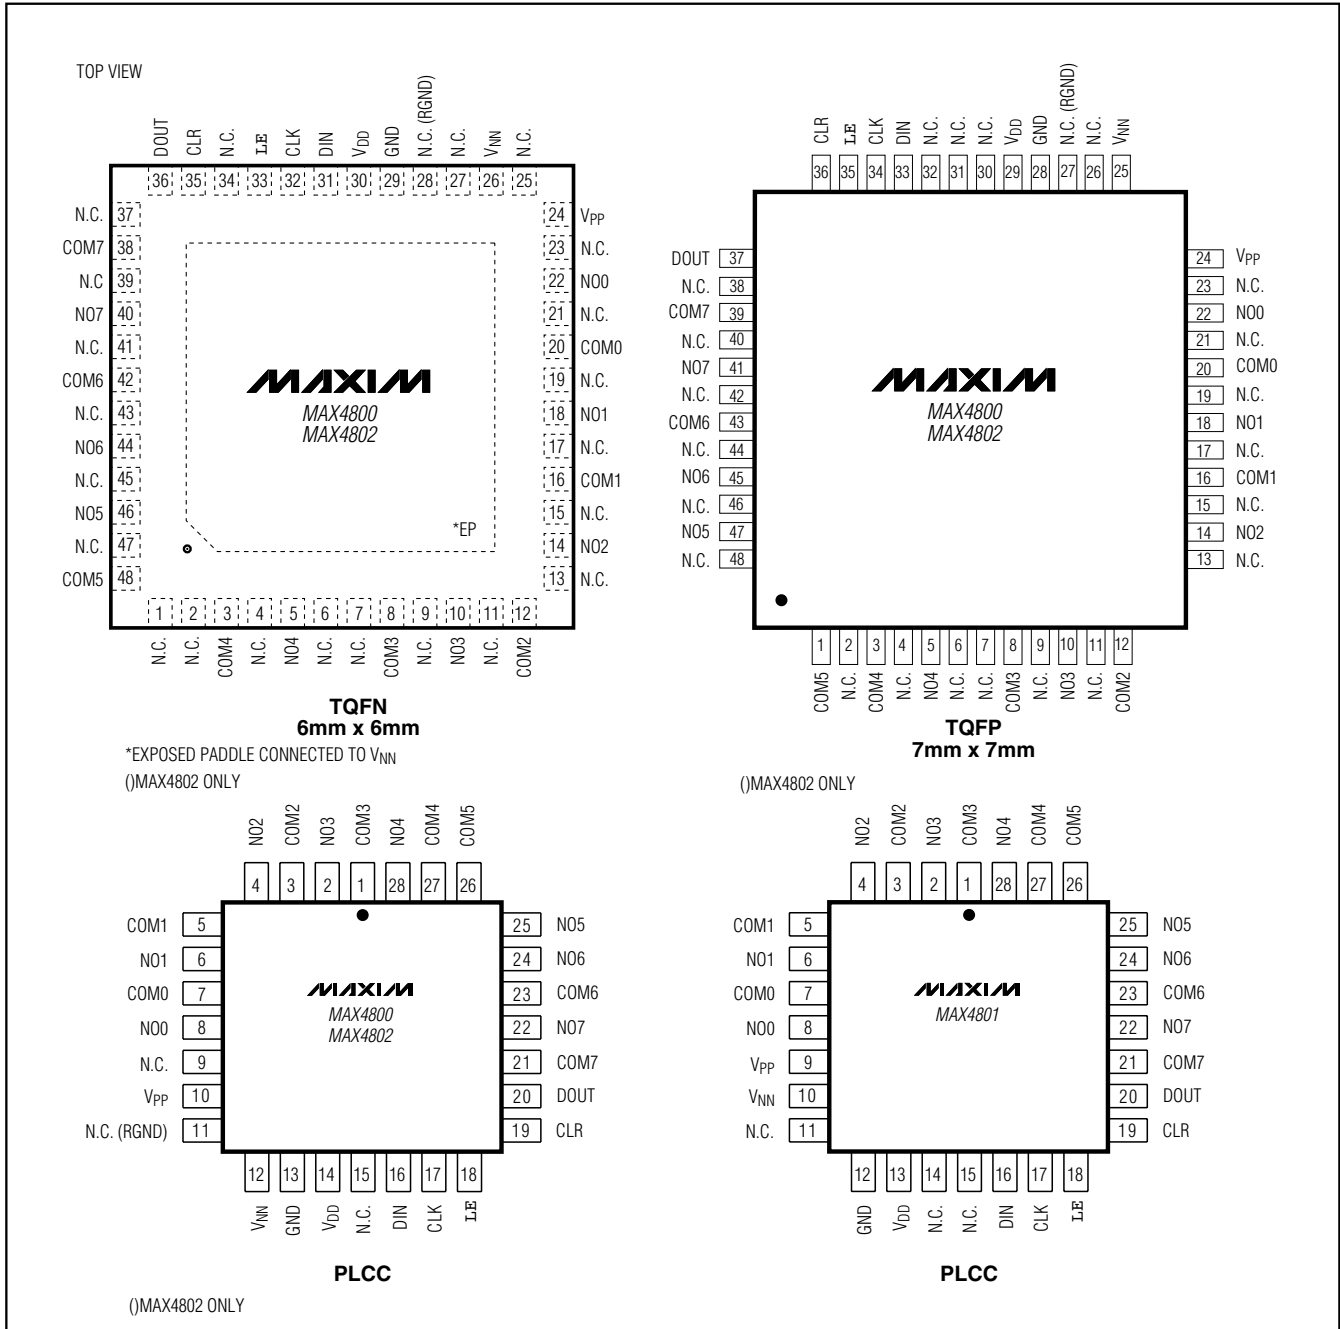 TOP VIEW
DOUT CLR N.C. LE CLK DIN VDD GND N.C. (RGND) N.C. VNN N.C.
36 35 34 33 32 31 30 29 28 27 26 25
N.C. 37
COM7 38
N.C 39
NO7 40
N.C. 41
COM6 42
N.C. 43
NO6 44
N.C. 45
NO5 46
N.C. 47
COM5 48
MAXIM
MAX4800
MAX4802
*EP
24 VPP
23 N.C.
22 NO0
21 N.C.
20 COM0
19 N.C.
18 NO1
17 N.C.
16 COM1
15 N.C.
14 NO2
13 N.C.
1 2 3 4 5 6 7 8 9 10 11 12
N.C. N.C. COM4 N.C. NO4 N.C. N.C. COM3 N.C. NO3 N.C. COM2
TQFN
6mm x 6mm
*EXPOSED PADDLE CONNECTED TO VNN
()MAX4802 ONLY
CLR LE CLK DIN N.C. N.C. N.C. VDD GND N.C. (RGND) N.C. VNN
36 35 34 33 32 31 30 29 28 27 26 25
DOUT 37
N.C. 38
COM7 39
N.C. 40
NO7 41
N.C. 42
COM6 43
N.C. 44
NO6 45
N.C. 46
NO5 47
N.C. 48
MAXIM
MAX4800
MAX4802
24 VPP
23 N.C.
22 NO0
21 N.C.
20 COM0
19 N.C.
18 NO1
17 N.C.
16 COM1
15 N.C.
14 NO2
13 N.C.
1 2 3 4 5 6 7 8 9 10 11 12
COM5 N.C. COM4 N.C. NO4 N.C. N.C. COM3 N.C. NO3 N.C. COM2
TQFP
7mm x 7mm
()MAX4802 ONLY
NO2 COM2 NO3 COM3 NO4 COM4 COM5
4 3 2 1 28 27 26
COM1 5
NO1 6
COM0 7
NO0 8
N.C. 9
VPP 10
N.C. (RGND) 11
MAXIM
MAX4800
MAX4802
25 NO5
24 NO6
23 COM6
22 NO7
21 COM7
20 DOUT
19 CLR
12 13 14 15 16 17 18
VNN GND VDD N.C. DIN CLK LE
PLCC
()MAX4802 ONLY
NO2 COM2 NO3 COM3 NO4 COM4 COM5
4 3 2 1 28 27 26
COM1 5
NO1 6
COM0 7
NO0 8
VPP 9
VNN 10
N.C. 11
MAXIM
MAX4801
25 NO5
24 NO6
23 COM6
22 NO7
21 COM7
20 DOUT
19 CLR
12 13 14 15 16 17 18
GND VDD N.C. N.C. DIN CLK LE
PLCC